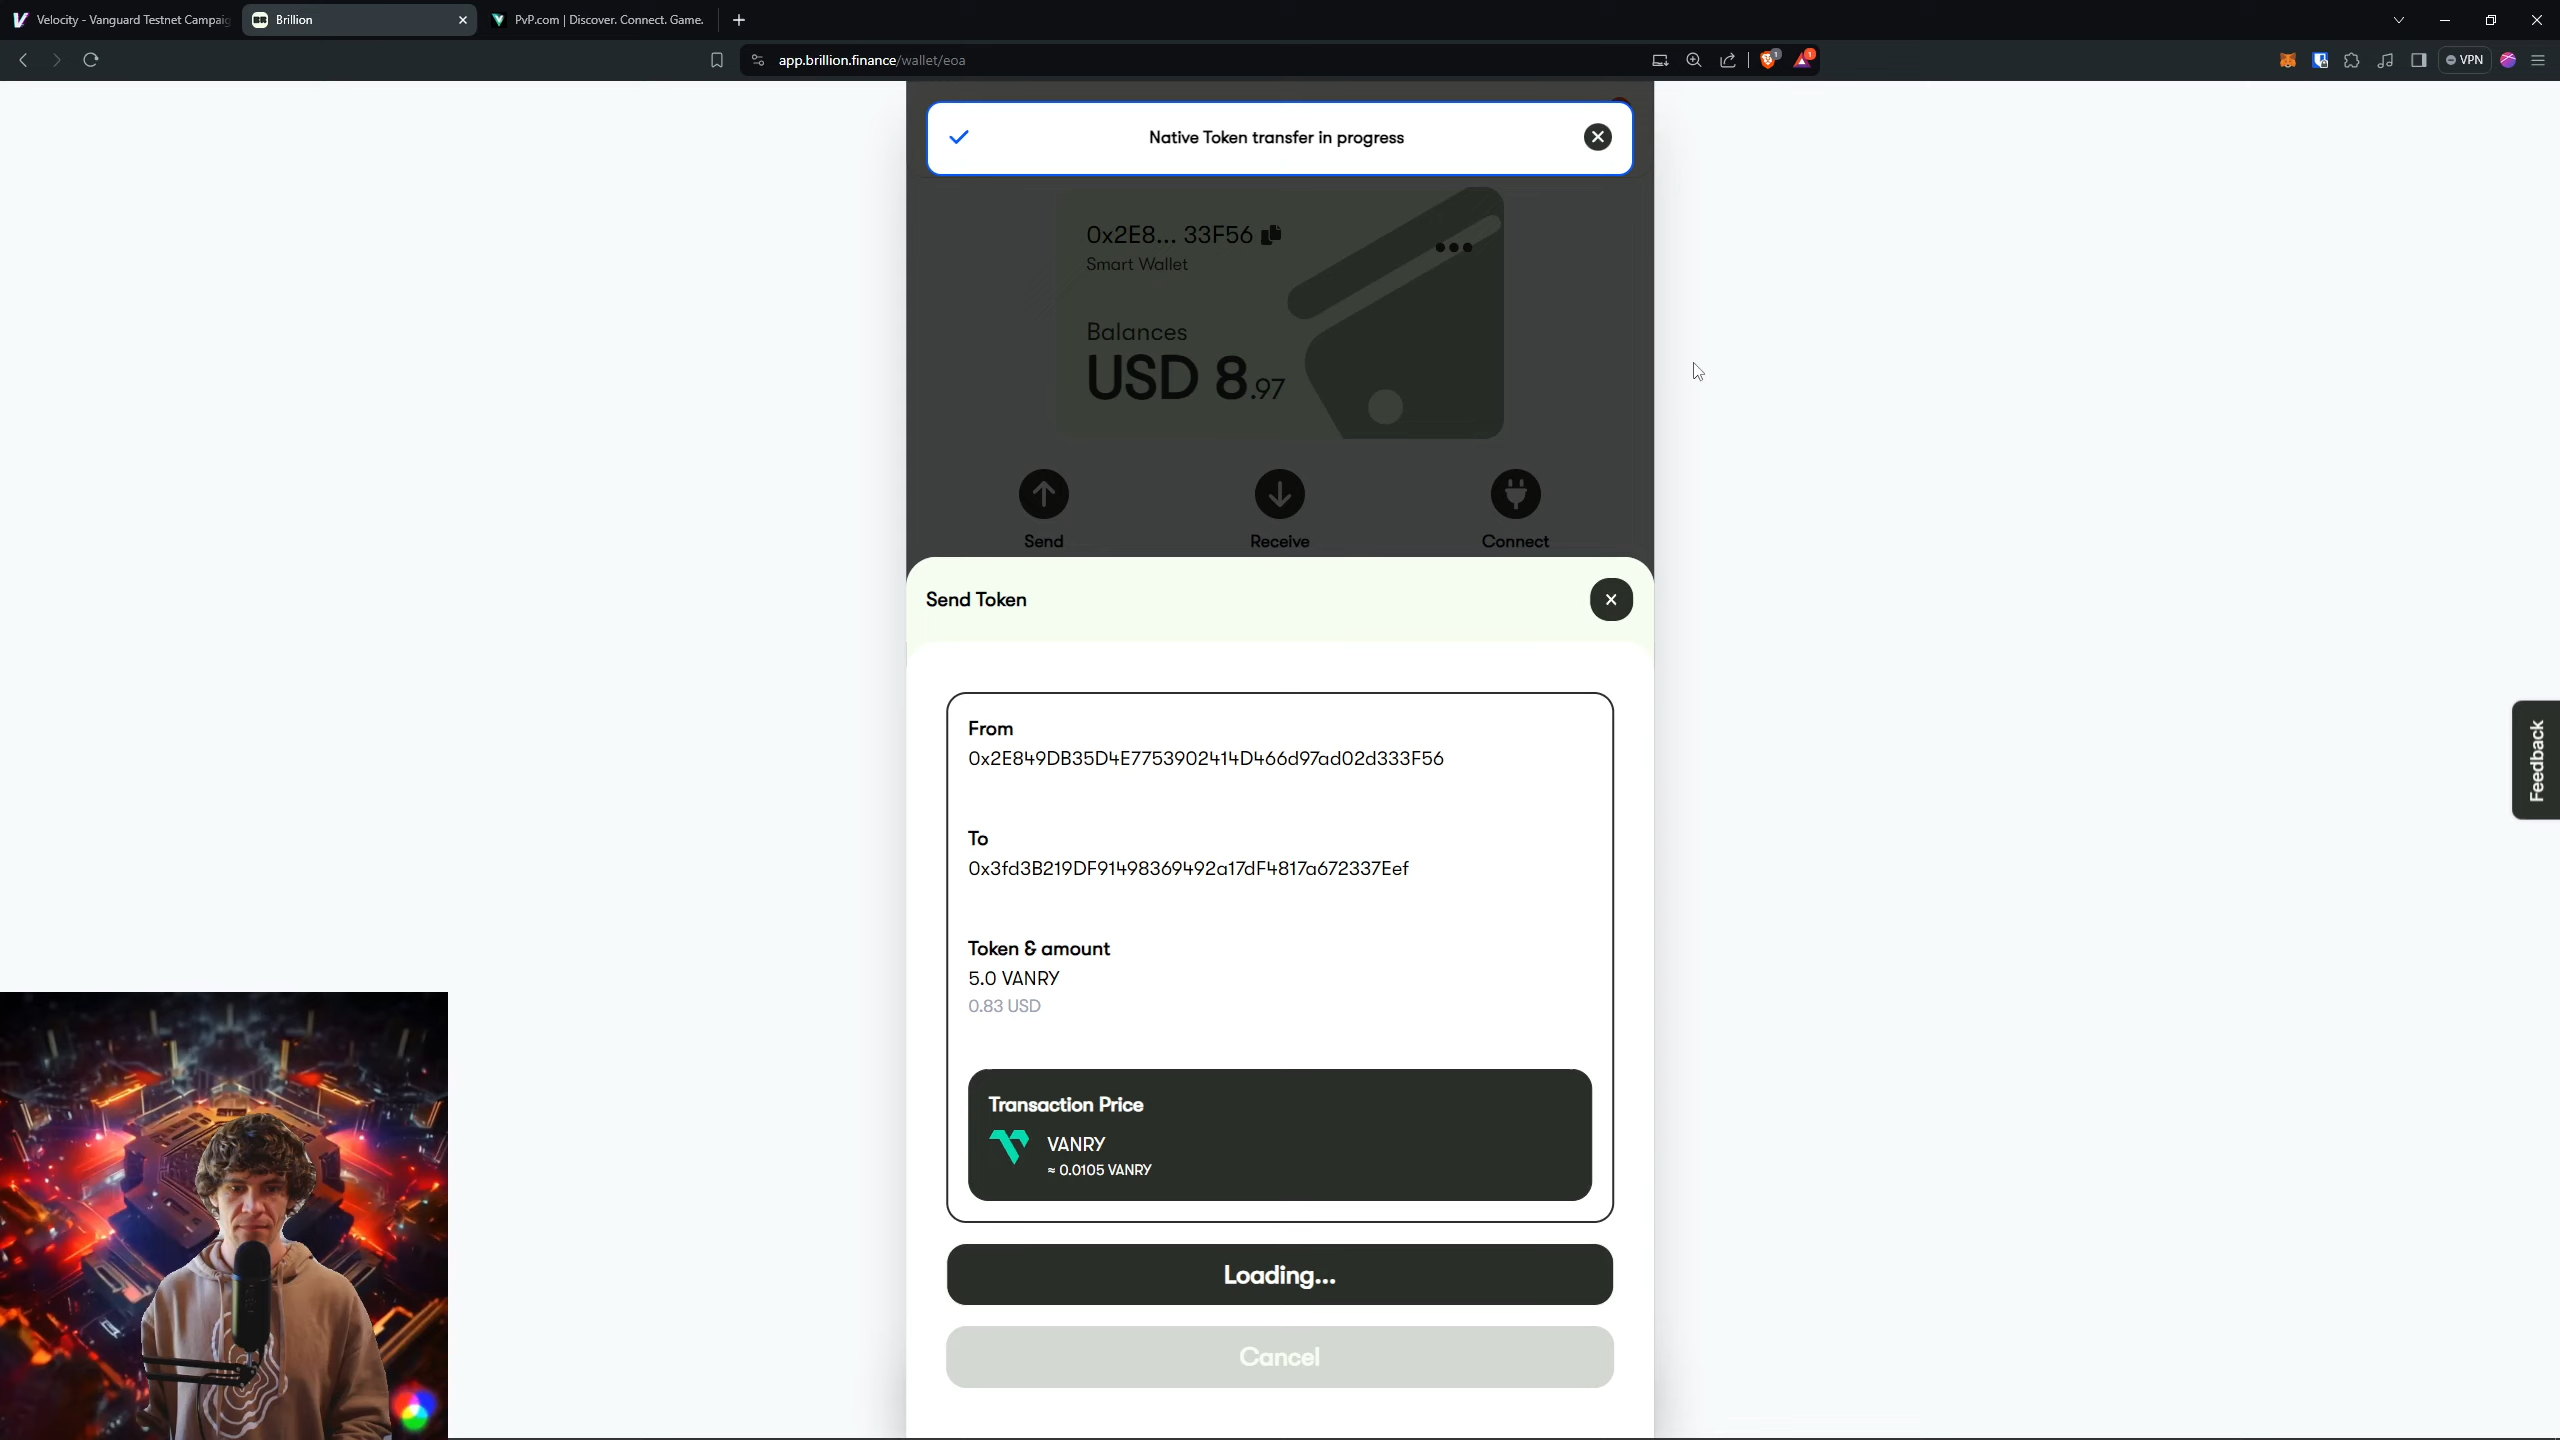 Velocity - Vanguard Testnet Campaig
Brillion
PvP.com | Discover. Connect. Game.
app.brillion.finance/wallet/eoa
1
1
VPN
Native Token transfer in progress
0x2E8... 33F56
Smart Wallet
Balances
USD 8.97
Send
Receive
Connect
Send Token
From
0x2E849DB35D4E7753902414D466d97ad02d333F56
To
0x3fd3B219DF91498369492a17dF4817a672337Eef
Token & amount
5.0 VANRY
0.83 USD
Transaction Price
VANRY
≈ 0.0105 VANRY
Loading...
Cancel
Feedback